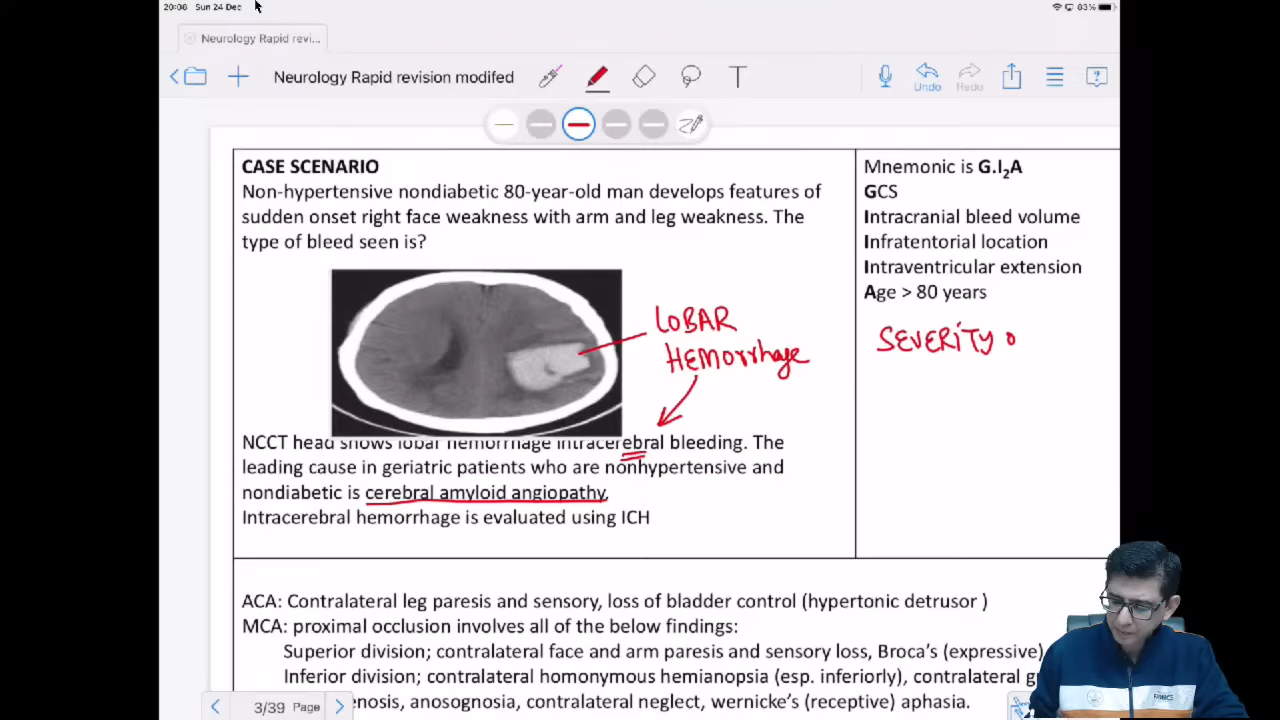 20:08 Sun 24 Dec
83%
Neurology Rapid revi...
Neurology Rapid revision modifed
T
Undo
Redo
CASE SCENARIO
Non-hypertensive nondiabetic 80-year-old man develops features of
sudden onset right face weakness with arm and leg weakness. The
type of bleed seen is?
LOBAR
HEMOrrhage
NCCT head shows lobar hemorrhage intracerebral bleeding. The
leading cause in geriatric patients who are nonhypertensive and
nondiabetic is cerebral amyloid angiopathy.
Intracerebral hemorrhage is evaluated using ICH
Mnemonic is G.I₂A
GCS
Intracranial bleed volume
Infratentorial location
Intraventricular extension
Age > 80 years
SEVERITY
ACA: Contralateral leg paresis and sensory, loss of bladder control (hypertonic detrusor )
MCA: proximal occlusion involves all of the below findings:
Superior division; contralateral face and arm paresis and sensory loss, Broca's (expressive)
Inferior division; contralateral homonymous hemianopsia (esp. inferiorly), contralateral
anosognosia, contralateral neglect, wernicke's (receptive) aphasia.
3/39 Page